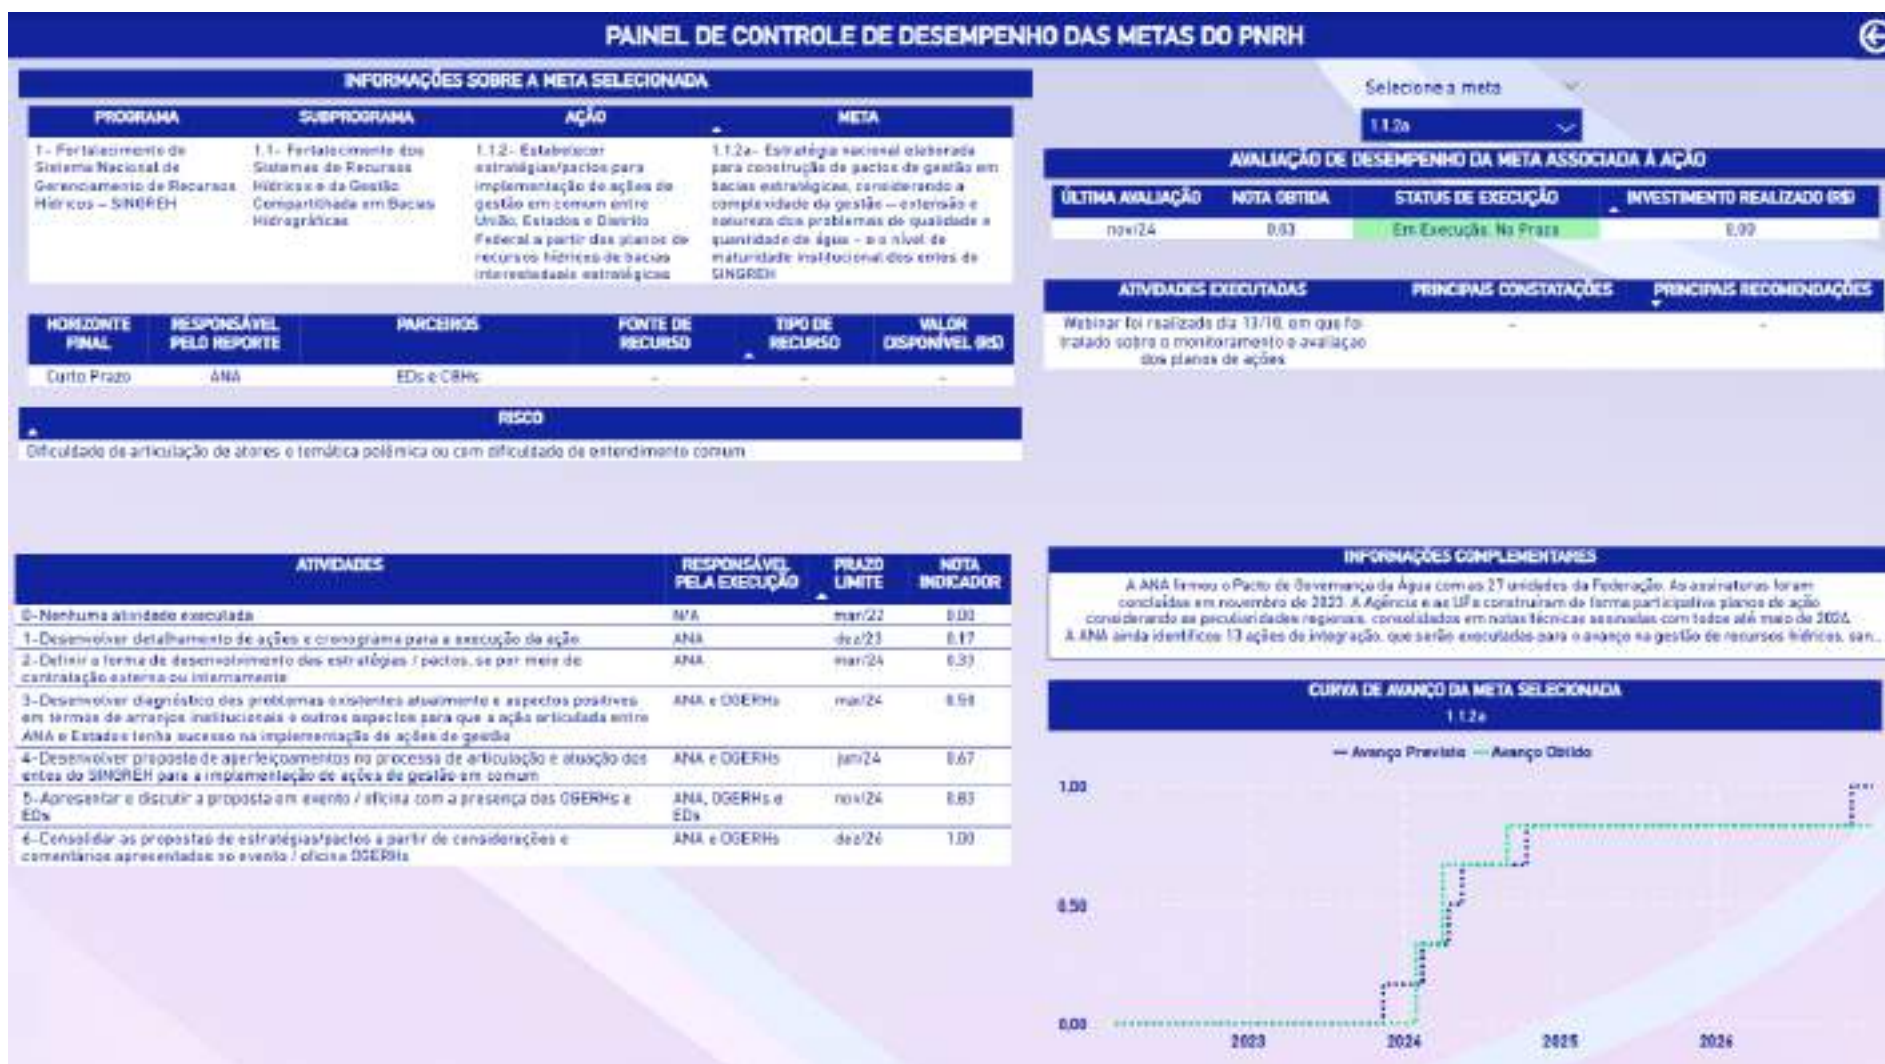 PAINEL DE CONTROLE DE DESEMPENHO DAS METAS DO PNRH
INFORMAÇÕES SOBRE A META SELECIONADA
PROGRAMA SUBPROGRAMA AÇÃO META
1- Fortalecimento do 1.1- Fortalecimento dos 1.1.2- Estabelecer 1.1.2a- Estratégia nacional elaborada
Sistema Nacional de Sistemas de Recursos estratégias/pactos para para construção de pactos de gestão em
Gerenciamento de Recursos Hídricos e da Gestão implementação de ações de bacias estratégicas, considerando a
Hídricos – SINGREH Compartilhada em Bacias gestão em comum entre complexidade da gestão – extensão e
Hidrográficas União, Estados e Distrito natureza dos problemas de qualidade e
Federal a partir dos planos de quantidade de água – e o nível de
recursos hídricos de bacias maturidade institucional dos entes do
interestaduais estratégicas SINGREH
HORIZONTE RESPONSÁVEL PARCEIROS FONTE DE TIPO DE VALOR
FINAL PELO REPORTE RECURSO RECURSO DISPONÍVEL (R$)
Curto Prazo ANA EDs e CBHs - - -
RISCO
Dificuldade de articulação de atores e temática polêmica ou com dificuldade de entendimento comum
Selecione a meta
1.1.2a
AVALIAÇÃO DE DESEMPENHO DA META ASSOCIADA À AÇÃO
ÚLTIMA AVALIAÇÃO NOTA OBTIDA STATUS DE EXECUÇÃO INVESTIMENTO REALIZADO (R$)
nov/24 0.83 Em Execução: No Prazo 0,00
ATIVIDADES EXECUTADAS PRINCIPAIS CONSTATAÇÕES PRINCIPAIS RECOMENDAÇÕES
Webinar foi realizado dia 13/10, em que foi - -
tratado sobre o monitoramento e avaliação
dos planos de ações
ATIVIDADES RESPONSÁVEL PRAZO NOTA
PELA EXECUÇÃO LIMITE INDICADOR
0-Nenhuma atividade executada N/A mar/22 0.00
1-Desenvolver detalhamento de ações e cronograma para a execução da ação ANA dez/23 0.17
2-Definir a forma de desenvolvimento das estratégias / pactos, se por meio de ANA mar/24 0.33
contratação externa ou internamente
3-Desenvolver diagnóstico dos problemas existentes atualmente e aspectos positivos ANA e OGERHs mai/24 0.50
em termos de arranjos institucionais e outros aspectos para que a ação articulada entre
ANA e Estados tenha sucesso na implementação de ações de gestão
4-Desenvolver proposta de aperfeiçoamentos no processo de articulação e atuação dos ANA e OGERHs jun/24 0.67
entes do SINGREH para a implementação de ações de gestão em comum
5-Apresentar e discutir a proposta em evento / oficina com a presença dos OGERHs e ANA, OGERHs e nov/24 0.83
EDs EDs
6-Consolidar as propostas de estratégias/pactos a partir de considerações e ANA e OGERHs dez/26 1.00
comentários apresentados no evento / oficina OGERHs
INFORMAÇÕES COMPLEMENTARES
A ANA firmou o Pacto de Governança da Água com as 27 unidades da Federação. As assinaturas foram
concluídas em novembro de 2023. A Agência e as UFs construíram de forma participativa planos de ação
considerando as peculiaridades regionais, consolidados em notas técnicas assinadas com todos até maio de 2024.
A ANA ainda identificou 13 ações de integração, que serão executadas para o avanço na gestão de recursos hídricos, san...
CURVA DE AVANÇO DA META SELECIONADA
1.1.2a
Avanço Previsto Avanço Obtido
1.00
0.50
0.00
2023 2024 2025 2026